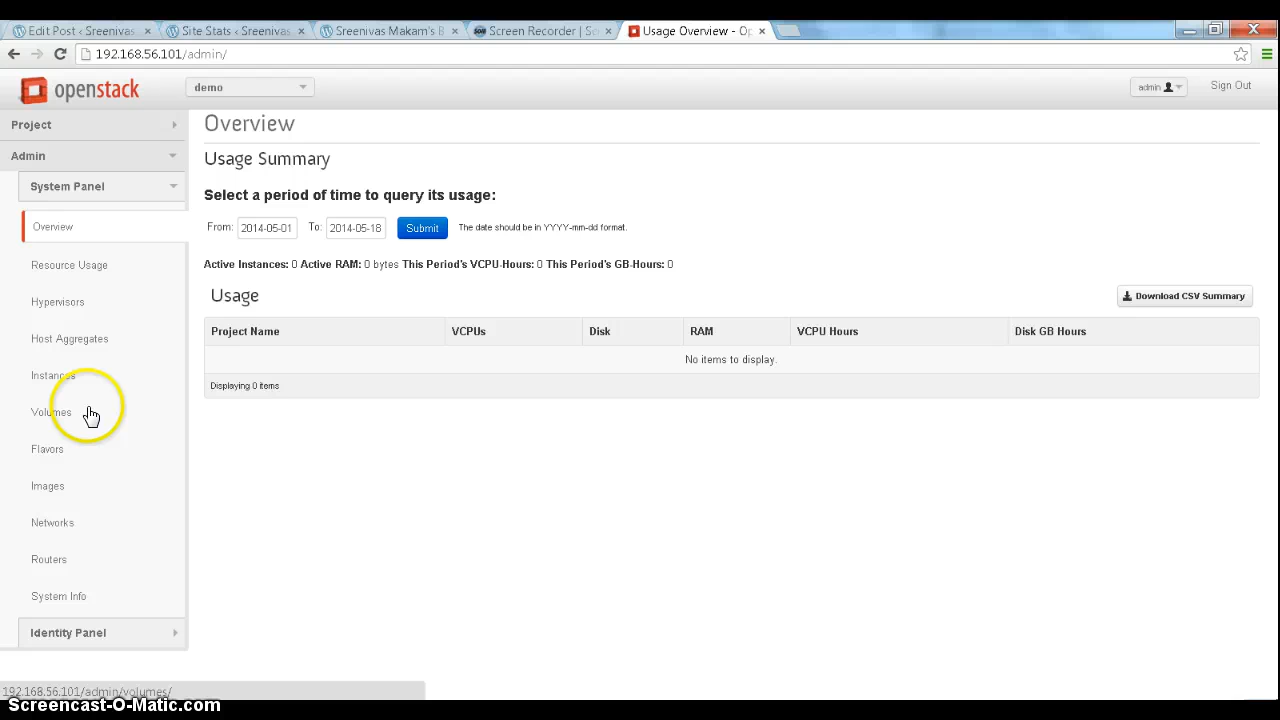 Edit Post ‹ Sreenivas
Site Stats ‹ Sreenivas
Sreenivas Makam's B
Screen Recorder | Sc
Usage Overview - Op
192.168.56.101/admin/
openstack
demo
admin
Sign Out
Project
Admin
System Panel
Overview
Resource Usage
Hypervisors
Host Aggregates
Instances
Volumes
Flavors
Images
Networks
Routers
System Info
Identity Panel
Overview
Usage Summary
Select a period of time to query its usage:
From: 2014-05-01 To: 2014-05-18 Submit The date should be in YYYY-mm-dd format.
Active Instances: 0 Active RAM: 0 bytes This Period's VCPU-Hours: 0 This Period's GB-Hours: 0
Usage
Download CSV Summary
Project Name VCPUs Disk RAM VCPU Hours Disk GB Hours
No items to display.
Displaying 0 items
192.168.56.101/admin/volumes/
Screencast-O-Matic.com